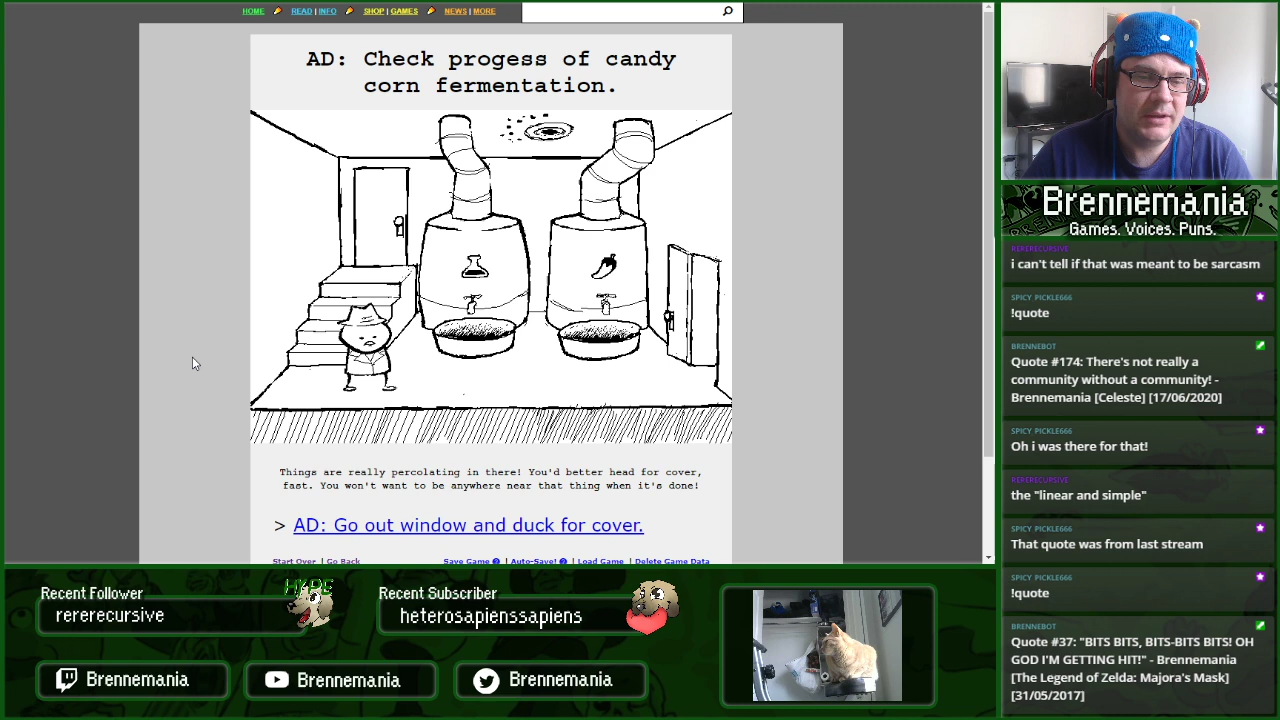 HOME READ | INFO SHOP | GAMES NEWS | MORE
AD: Check progess of candy
corn fermentation.
Things are really percolating in there! You'd better head for cover,
fast. You won't want to be anywhere near that thing when it's done!
> AD: Go out window and duck for cover.
Start Over | Go Back Save Game ? | Auto-Save! ? | Load Game | Delete Game Data
Brennemania
Games. Voices. Puns.
RERERECURSIVE
i can't tell if that was meant to be sarcasm
SPICY PICKLE666
!quote
BRENNEBOT
Quote #174: There's not really a
community without a community! -
Brennemania [Celeste] [17/06/2020]
SPICY PICKLE666
Oh i was there for that!
RERERECURSIVE
the "linear and simple"
SPICY PICKLE666
That quote was from last stream
SPICY PICKLE666
!quote
BRENNEBOT
Quote #37: "BITS BITS, BITS-BITS BITS! OH
GOD I'M GETTING HIT!" - Brennemania
[The Legend of Zelda: Majora's Mask]
[31/05/2017]
Recent Follower
HYPE
rererecursive
Recent Subscriber
heterosapienssapiens
Brennemania
Brennemania
Brennemania